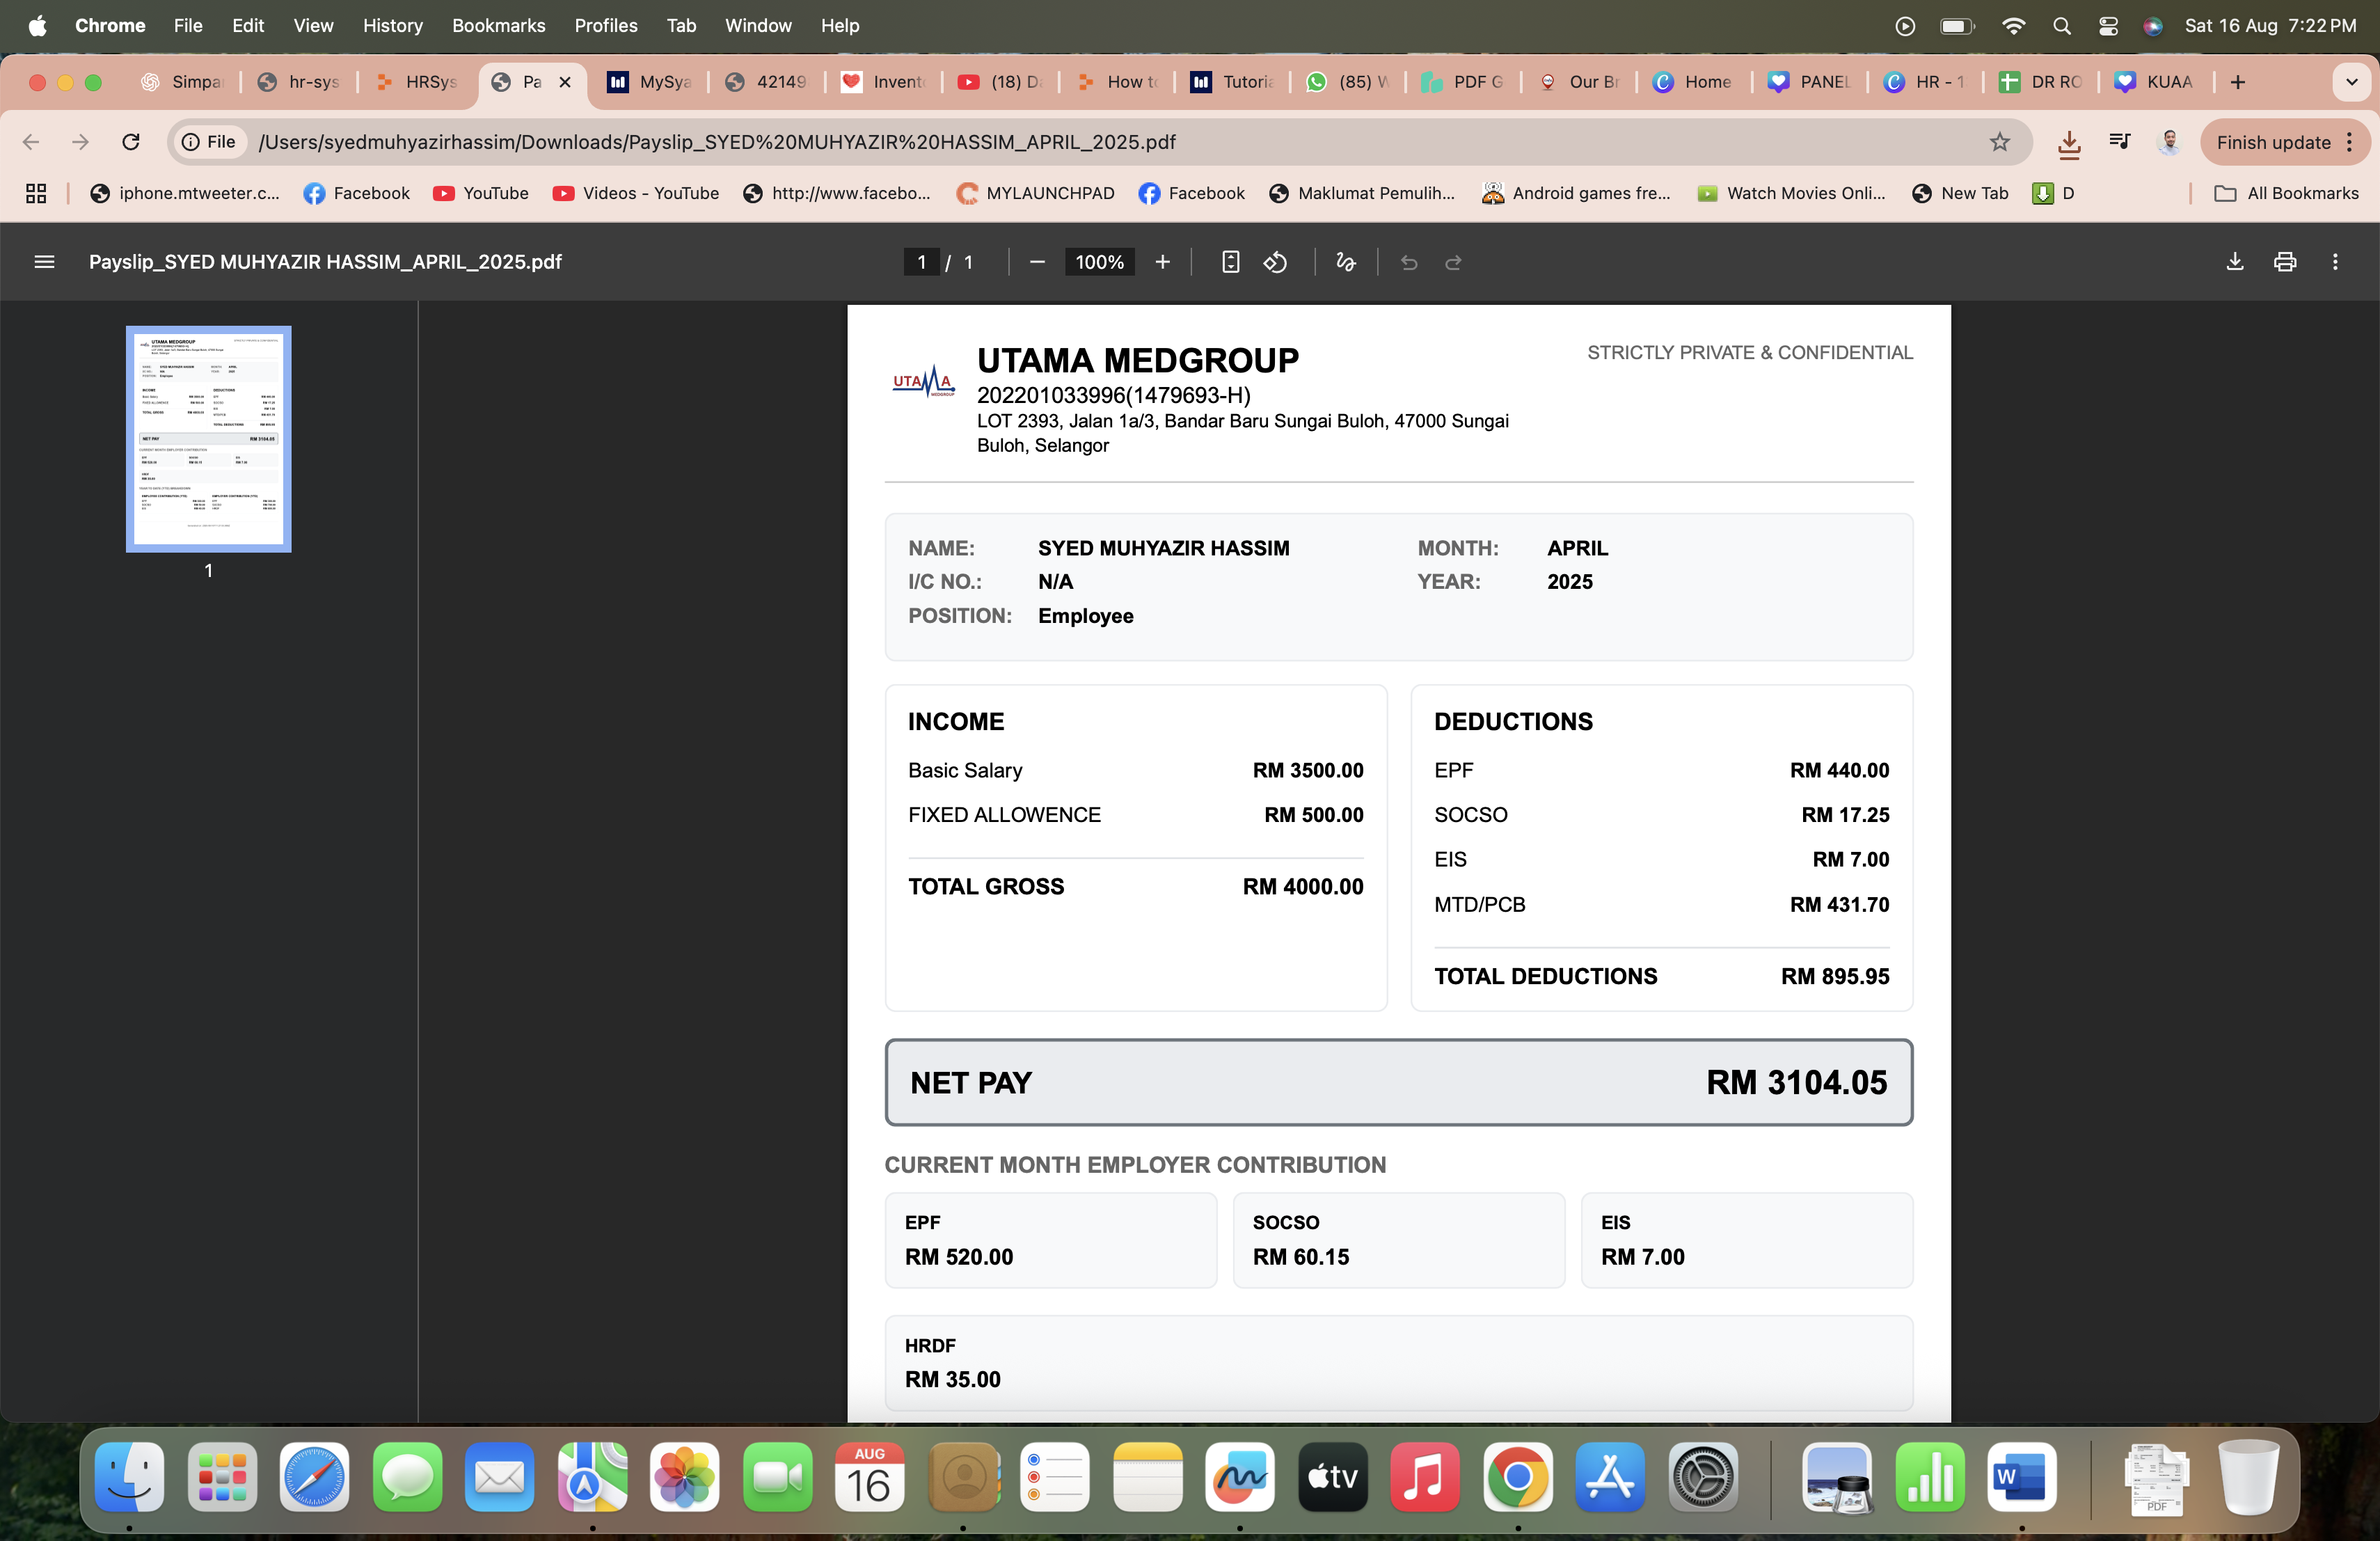 Chrome File Edit View History Bookmarks Profiles Tab Window Help Sat 16 Aug 7:22 PM
Simpa hr-sys HRSys Pa MySya 42149 Invent (18) D How to Tutoria (85) W PDF G Our Br Home PANEL HR - 1 DR RO KUAA
File /Users/syedmuhyazirhassim/Downloads/Payslip_SYED%20MUHYAZIR%20HASSIM_APRIL_2025.pdf Finish update
iphone.mtweeter.c... Facebook YouTube Videos - YouTube http://www.facebo... MYLAUNCHPAD Facebook Maklumat Pemulih... Android games fre... Watch Movies Onli... New Tab D All Bookmarks
Payslip_SYED MUHYAZIR HASSIM_APRIL_2025.pdf 1 / 1 100%
1
UTAMA MEDGROUP
UTAMA MEDGROUP STRICTLY PRIVATE & CONFIDENTIAL
202201033996(1479693-H)
LOT 2393, Jalan 1a/3, Bandar Baru Sungai Buloh, 47000 Sungai
Buloh, Selangor
NAME: SYED MUHYAZIR HASSIM MONTH: APRIL
I/C NO.: N/A YEAR: 2025
POSITION: Employee
INCOME
Basic Salary RM 3500.00
FIXED ALLOWENCE RM 500.00
TOTAL GROSS RM 4000.00
DEDUCTIONS
EPF RM 440.00
SOCSO RM 17.25
EIS RM 7.00
MTD/PCB RM 431.70
TOTAL DEDUCTIONS RM 895.95
NET PAY RM 3104.05
CURRENT MONTH EMPLOYER CONTRIBUTION
EPF
RM 520.00
SOCSO
RM 60.15
EIS
RM 7.00
HRDF
RM 35.00
AUG
16
tv
W
PDF